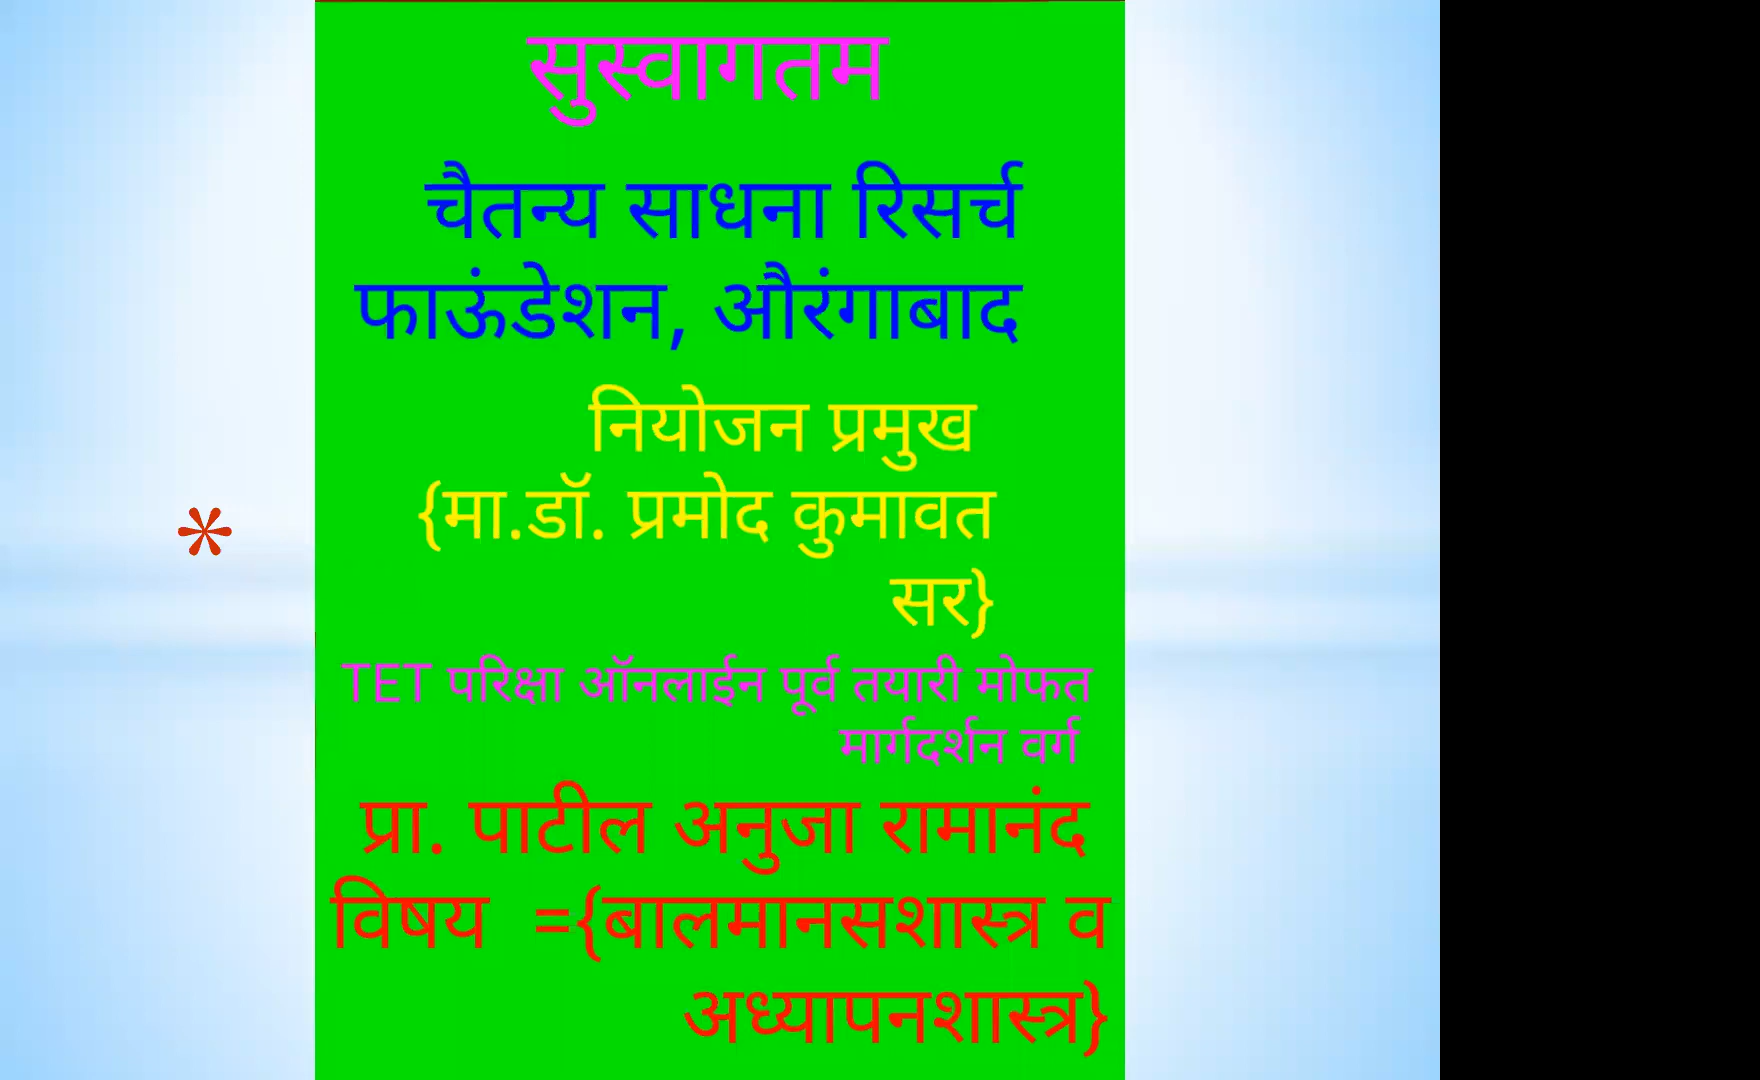 सुस्वागतम
चैतन्य साधना रिसर्च
फाऊंडेशन, औरंगाबाद
नियोजन प्रमुख
{मा.डॉ. प्रमोद कुमावत
सर}
TET परिक्षा ऑनलाईन पूर्व तयारी मोफत
मार्गदर्शन वर्ग
प्रा. पाटील अनुजा रामानंद
विषय ={बालमानसशास्त्र व
अध्यापनशास्त्र}